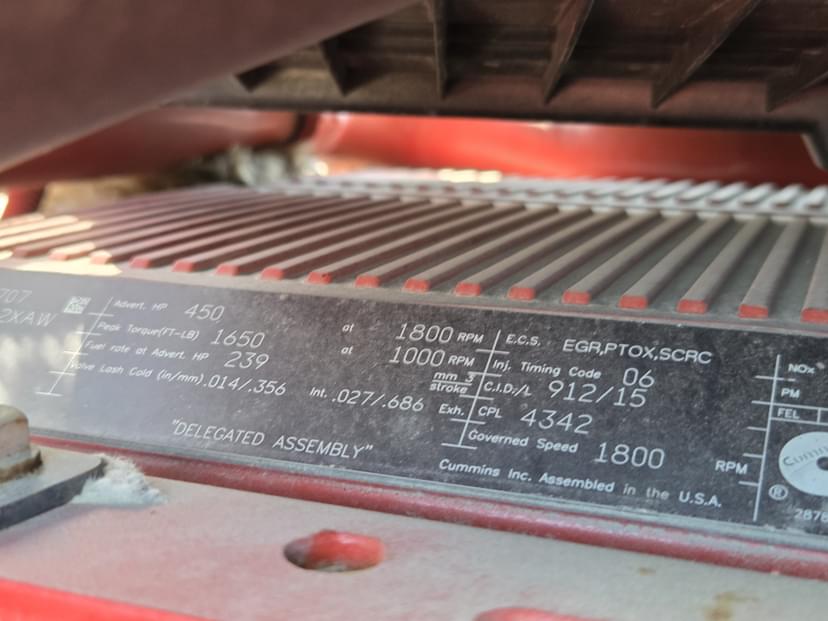 707
2XAW
Advert. HP 450 at 1800 RPM
Peak Torque(FT-LB) 1650 at 1000 RPM
Fuel rate at Advert. HP 239 mm 3 stroke
Valve Lash Cold (in/mm) .014/.356 Int. .027/.686 Exh.
"DELEGATED ASSEMBLY"
E.C.S. EGR,PTOX,SCRC
Inj. Timing Code 06
C.I.D./L 912/15
CPL 4342
Governed Speed 1800 RPM
Cummins Inc. Assembled in the U.S.A.
NOx
PM
FEL
Cummins
®
2878